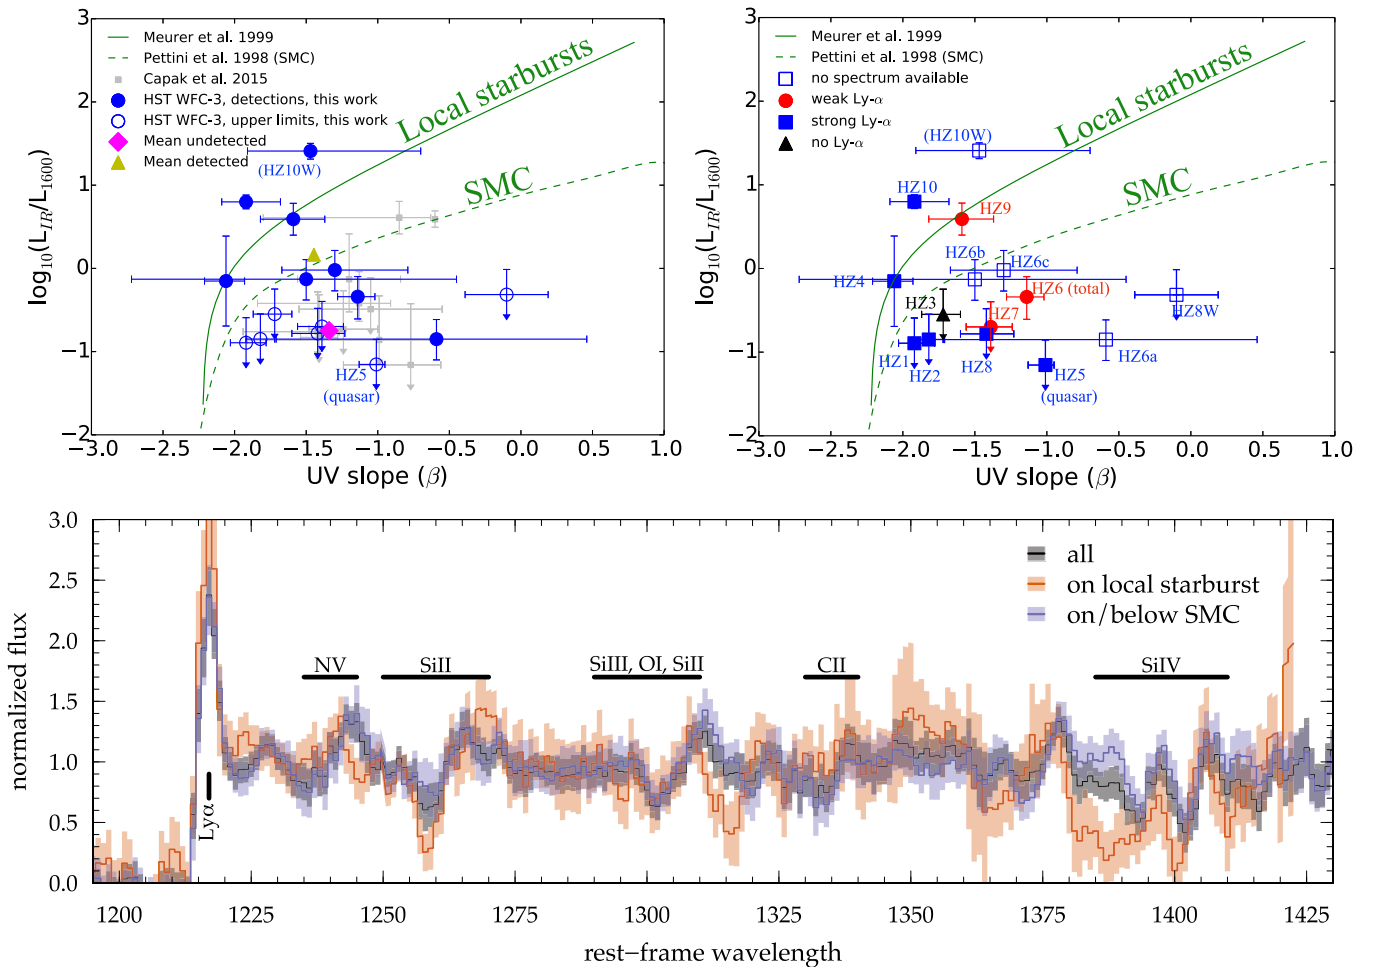 Meurer et al. 1999
Pettini et al. 1998 (SMC)
Capak et al. 2015
HST WFC-3, detections, this work
HST WFC-3, upper limits, this work
Mean undetected
Mean detected
Local starbursts
SMC
(HZ10W)
HZ5
(quasar)
log₁₀(L_IR/L₁₆₀₀)
3
2
1
0
−1
−2
−3.0 −2.5 −2.0 −1.5 −1.0 −0.5 0.0 0.5 1.0
UV slope (β)
Meurer et al. 1999
Pettini et al. 1998 (SMC)
no spectrum available
weak Ly-α
strong Ly-α
no Ly-α
Local starbursts
SMC
(HZ10W)
HZ10
HZ9
HZ6b
HZ6c
HZ4
HZ3
HZ6 (total)
HZ7
HZ8W
HZ1
HZ2
HZ8
HZ6a
HZ5
(quasar)
log₁₀(L_IR/L₁₆₀₀)
3
2
1
0
−1
−2
−3.0 −2.5 −2.0 −1.5 −1.0 −0.5 0.0 0.5 1.0
UV slope (β)
all
on local starburst
on/below SMC
NV
SiII
SiIII, OI, SiII
CII
SiIV
Lyα
normalized flux
3.0
2.5
2.0
1.5
1.0
0.5
0.0
1200 1225 1250 1275 1300 1325 1350 1375 1400 1425
rest−frame wavelength